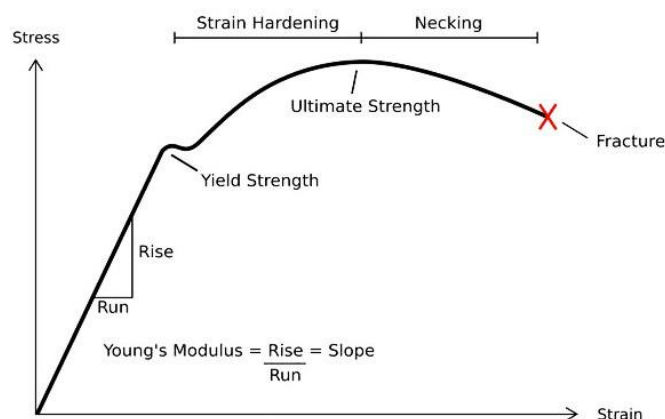 Strain Hardening
Necking
Stress
Ultimate Strength
Fracture
Yield Strength
Rise
Run
Young's Modulus = Rise = Slope
Run
Strain